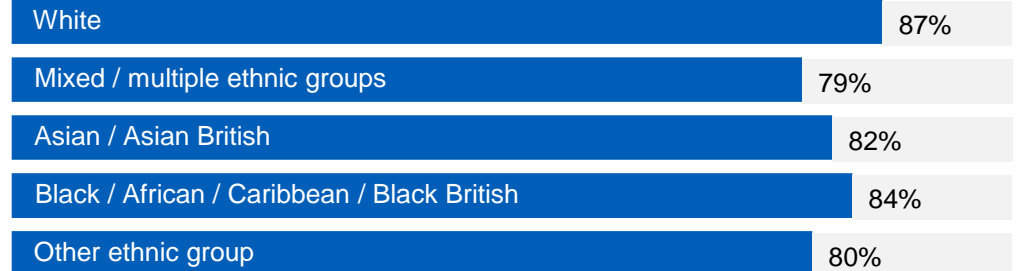 White 87%
Mixed / multiple ethnic groups 79%
Asian / Asian British 82%
Black / African / Caribbean / Black British 84%
Other ethnic group 80%